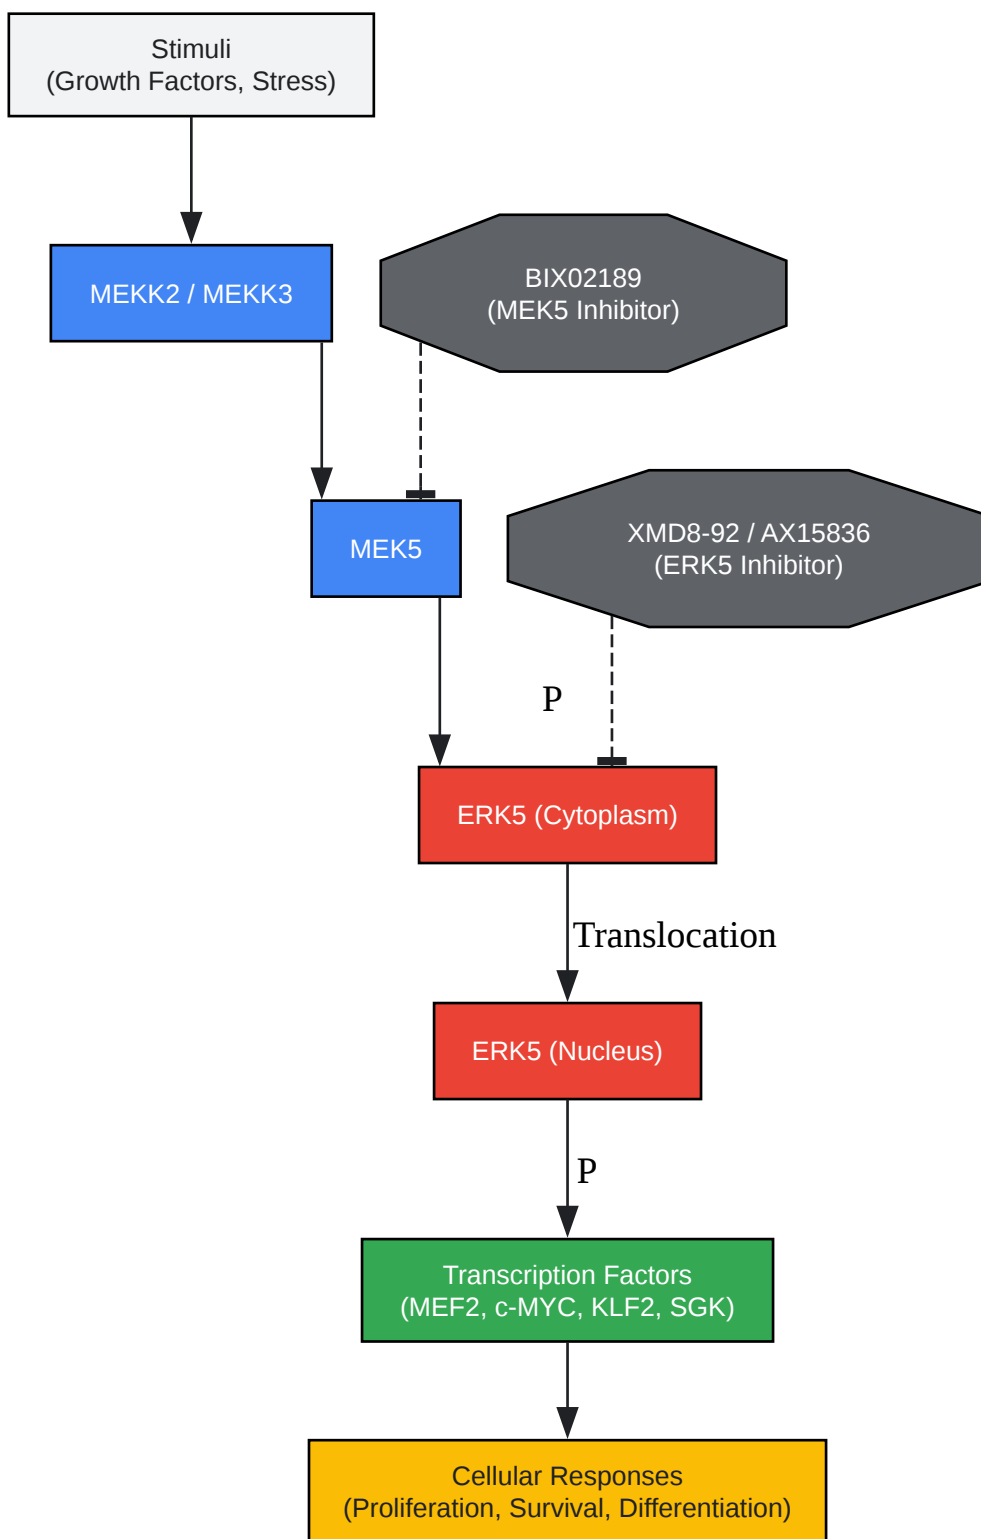 Stimuli
(Growth Factors, Stress)
MEKK2 / MEKK3
BIX02189
(MEK5 Inhibitor)
MEK5
XMD8-92 / AX15836
(ERK5 Inhibitor)
P
ERK5 (Cytoplasm)
Translocation
ERK5 (Nucleus)
P
Transcription Factors
(MEF2, c-MYC, KLF2, SGK)
Cellular Responses
(Proliferation, Survival, Differentiation)